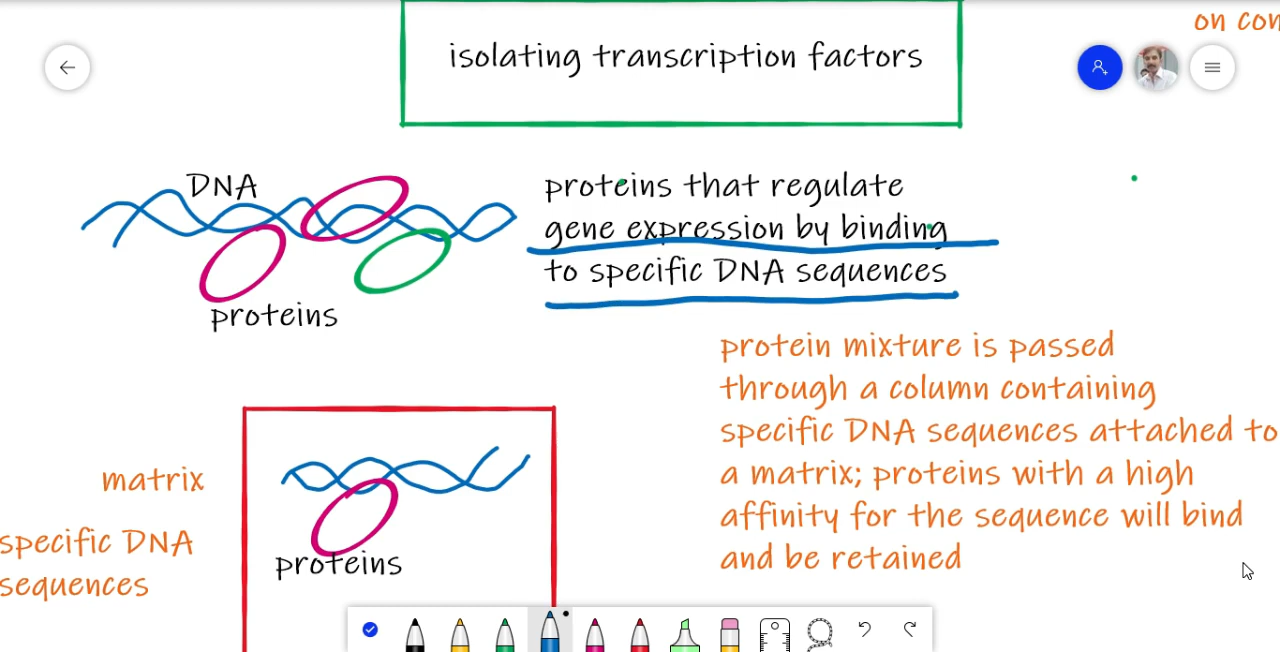 on con
isolating transcription factors
DNA
proteins that regulate
gene expression by binding
to specific DNA sequences
proteins
protein mixture is passed
through a column containing
specific DNA sequences attached to
a matrix; proteins with a high
affinity for the sequence will bind
and be retained
matrix
specific DNA
sequences
proteins